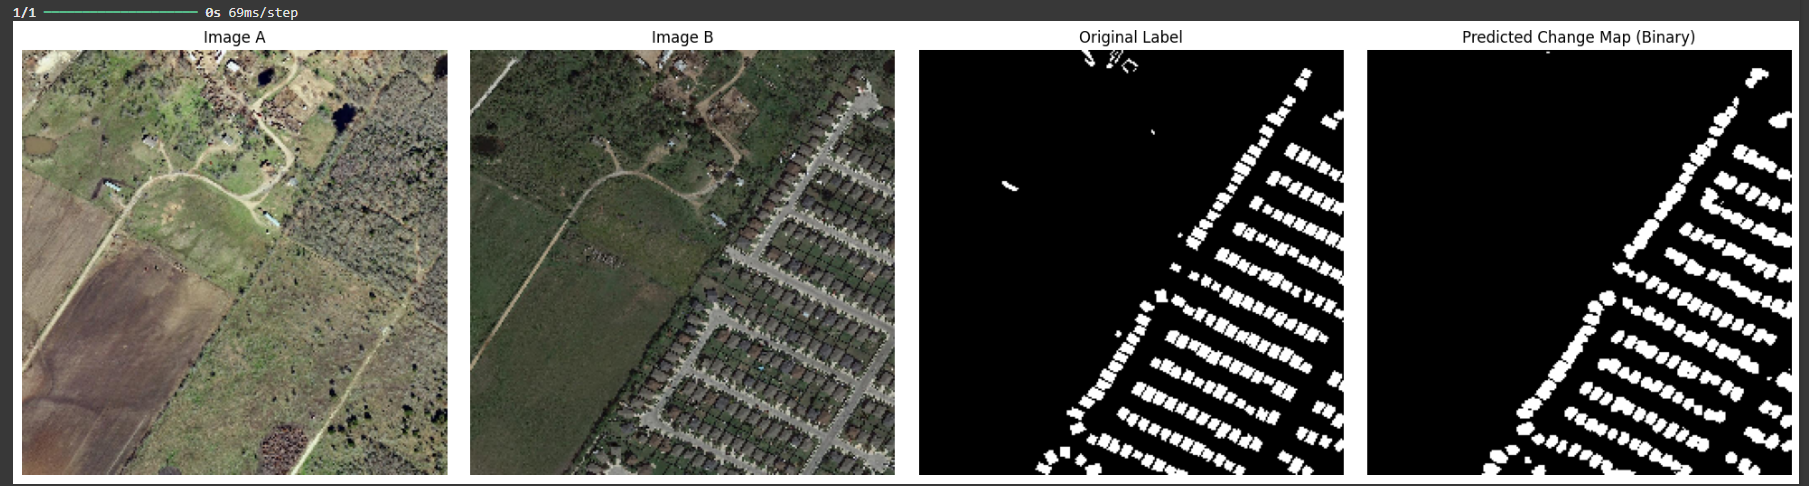 1/1 ━━━━━━━━━━━━━━━━━━━━ 0s 69ms/step
Image A
Image B
Original Label
Predicted Change Map (Binary)